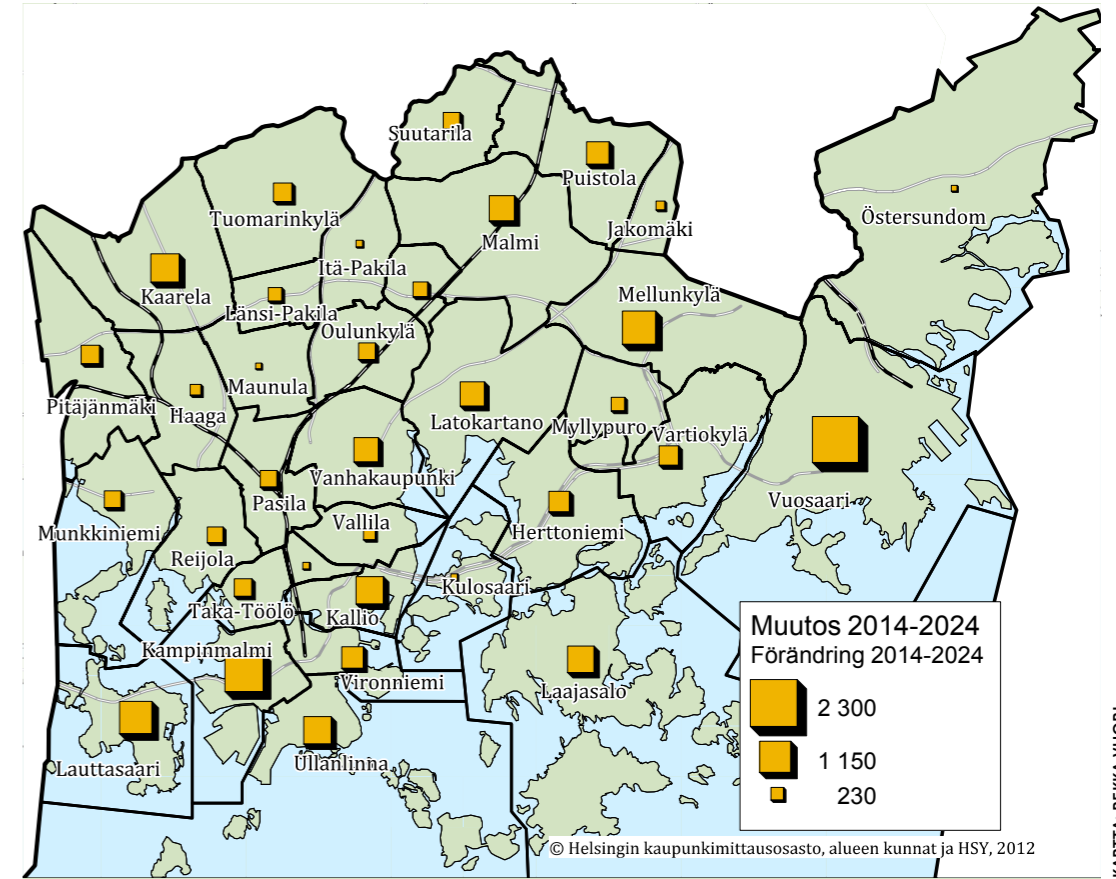 Suutarila
Puistola
Tuomarinkylä
Malmi
Jakomäki
Östersundom
Itä-Pakila
Kaarela
Länsi-Pakila
Mellunkylä
Oulunkylä
Maunula
Pitäjänmäki
Haaga
Latokartano
Myllypuro
Vartiokylä
Vanhakaupunki
Pasila
Vuosaari
Munkkiniemi
Vallila
Herttoniemi
Reijola
Kulosaari
Taka-Töölö
Kallio
Kampinmalmi
Vironniemi
Laajasalo
Lauttasaari
Ullanlinna
Muutos 2014-2024
Förändring 2014-2024
2 300
1 150
230
© Helsingin kaupunkimittausosasto, alueen kunnat ja HSY, 2012